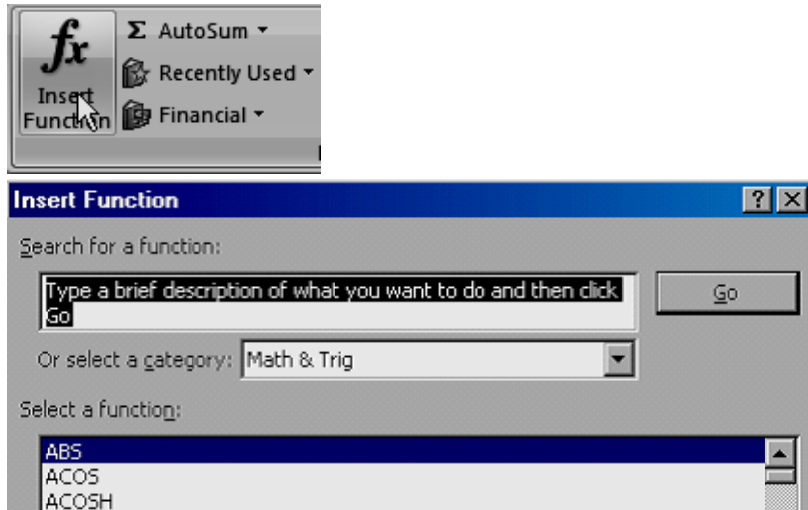 fx
Insert
Function
Σ AutoSum
Recently Used
Financial
Insert Function
Search for a function:
Type a brief description of what you want to do and then click
Go
Go
Or select a category: Math & Trig
Select a function:
ABS
ACOS
ACOSH